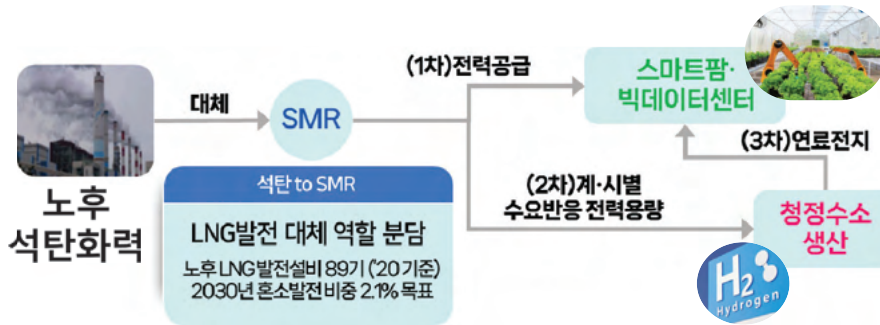 (1차)전력공급
스마트팜·
빅데이터센터
대체
SMR
(3차)연료전지
석탄 to SMR
(2차)계·시별
수요반응 전력용량
노후
석탄화력
LNG발전 대체 역할 분담
노후 LNG 발전설비 89기 ('20 기준)
2030년 혼소발전 비중 2.1% 목표
청정수소
생산
H2
Hydrogen